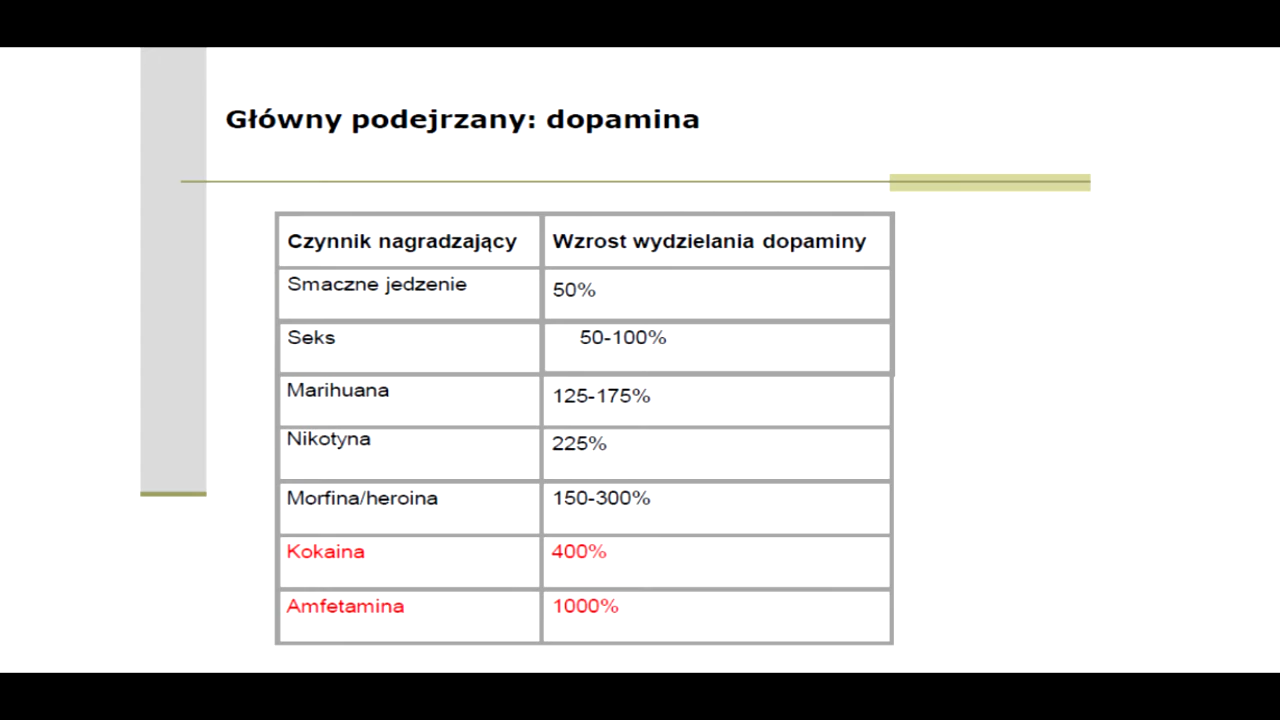 Główny podejrzany: dopamina
Czynnik nagradzający Wzrost wydzielania dopaminy
Smaczne jedzenie 50%
Seks 50-100%
Marihuana 125-175%
Nikotyna 225%
Morfina/heroina 150-300%
Kokaina 400%
Amfetamina 1000%